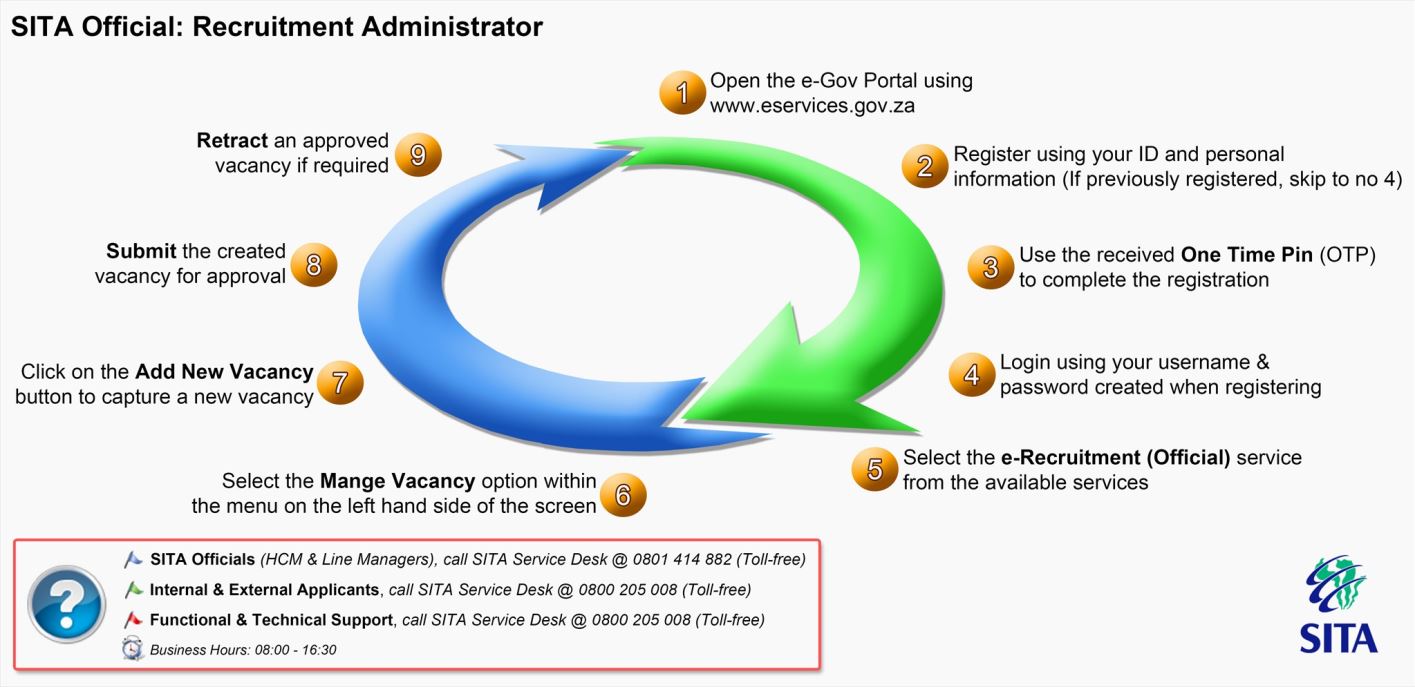 SITA Official: Recruitment Administrator
1 Open the e-Gov Portal using
www.eservices.gov.za
2 Register using your ID and personal
information (If previously registered, skip to no 4)
3 Use the received One Time Pin (OTP)
to complete the registration
4 Login using your username &
password created when registering
5 Select the e-Recruitment (Official) service
from the available services
6 Select the Mange Vacancy option within
the menu on the left hand side of the screen
7 Click on the Add New Vacancy
button to capture a new vacancy
8 Submit the created
vacancy for approval
9 Retract an approved
vacancy if required
? SITA Officials (HCM & Line Managers), call SITA Service Desk @ 0801 414 882 (Toll-free)
Internal & External Applicants, call SITA Service Desk @ 0800 205 008 (Toll-free)
Functional & Technical Support, call SITA Service Desk @ 0800 205 008 (Toll-free)
Business Hours: 08:00 - 16:30
SITA